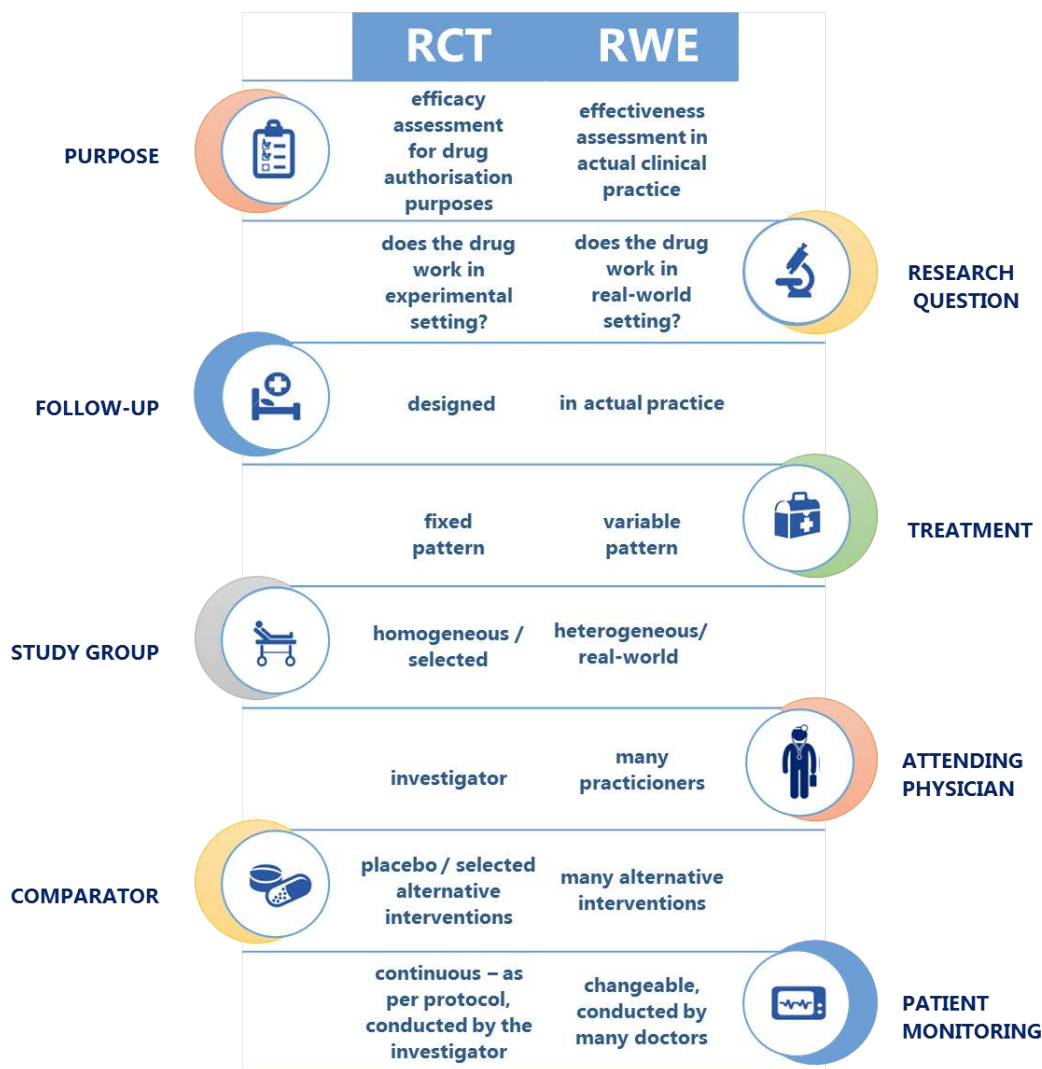 RCT RWE
PURPOSE
efficacy
assessment
for drug
authorisation
purposes
effectiveness
assessment in
actual clinical
practice
does the drug
work in
experimental
setting?
does the drug
work in
real-world
setting?
RESEARCH
QUESTION
FOLLOW-UP
designed
in actual practice
fixed
pattern
variable
pattern
TREATMENT
STUDY GROUP
homogeneous /
selected
heterogeneous/
real-world
investigator
many
practicioners
ATTENDING
PHYSICIAN
COMPARATOR
placebo / selected
alternative
interventions
many alternative
interventions
continuous – as
per protocol,
conducted by the
investigator
changeable,
conducted by
many doctors
PATIENT
MONITORING